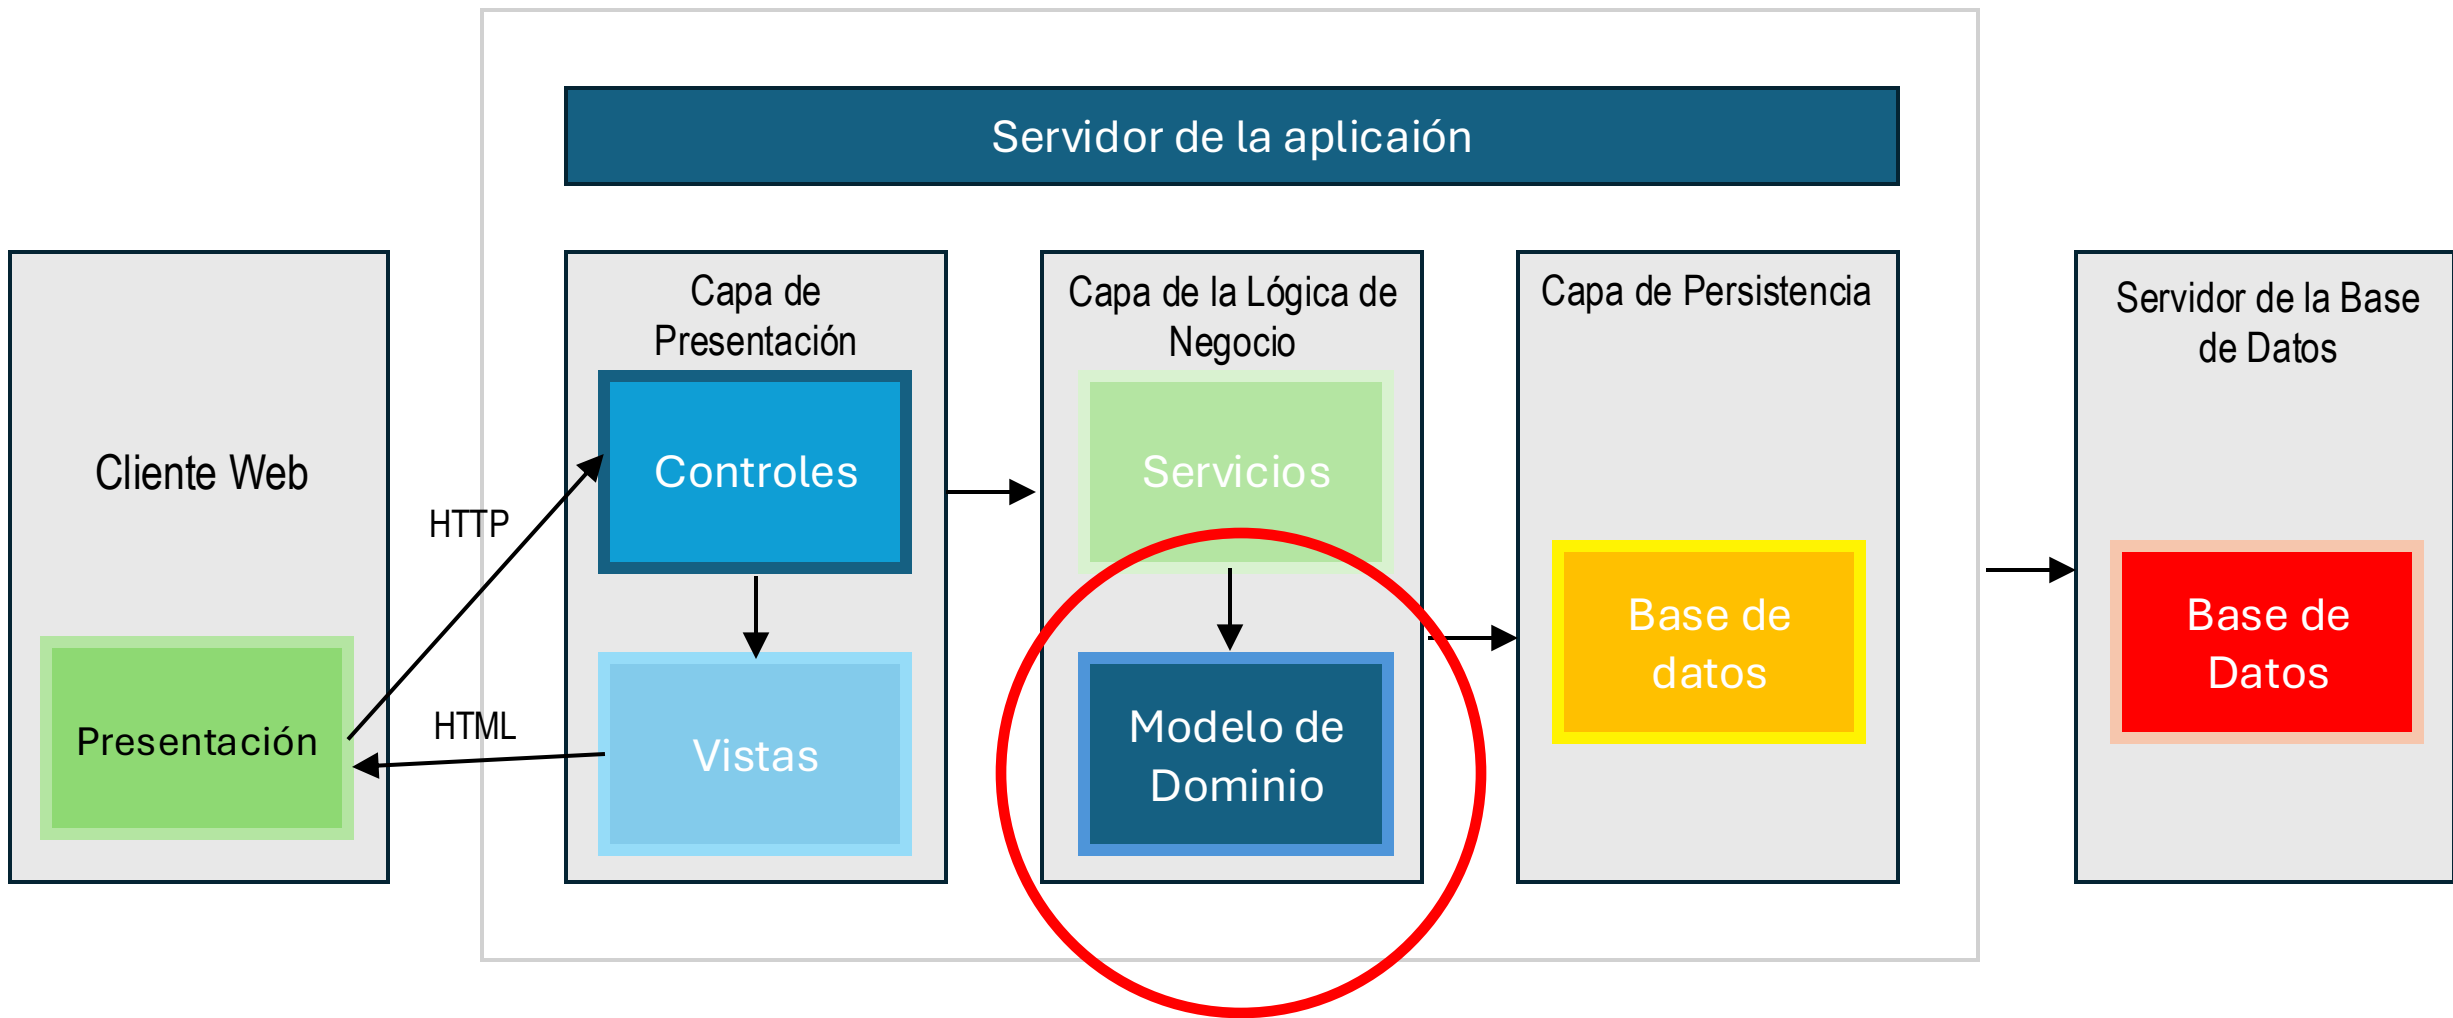 Servidor de la aplicaión
Cliente Web
Presentación
HTTP
HTML
Capa de
Presentación
Controles
Vistas
Capa de la Lógica de
Negocio
Servicios
Modelo de
Dominio
Capa de Persistencia
Base de
datos
Servidor de la Base
de Datos
Base de
Datos